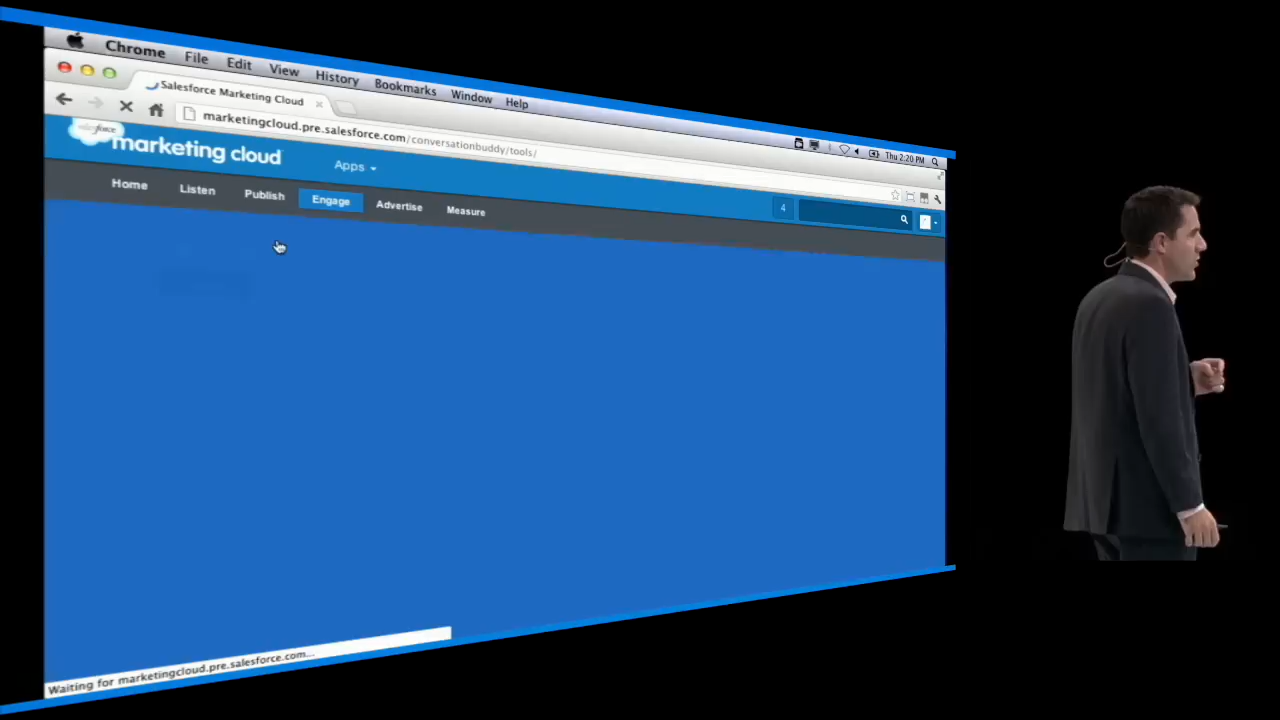 Chrome File Edit View History Bookmarks Window Help
Thu 2:20 PM
Salesforce Marketing Cloud
marketingcloud.pre.salesforce.com/conversationbuddy/tools/
salesforce
marketing cloud
Apps
4
Home Listen Publish Engage Advertise Measure
Waiting for marketingcloud.pre.salesforce.com...